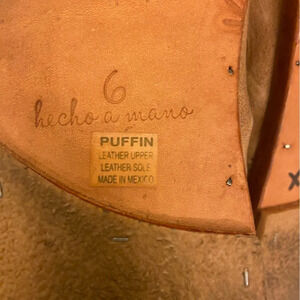 6
hecho a mano
PUFFIN
LEATHER UPPER
LEATHER SOLE
MADE IN MEXICO
X